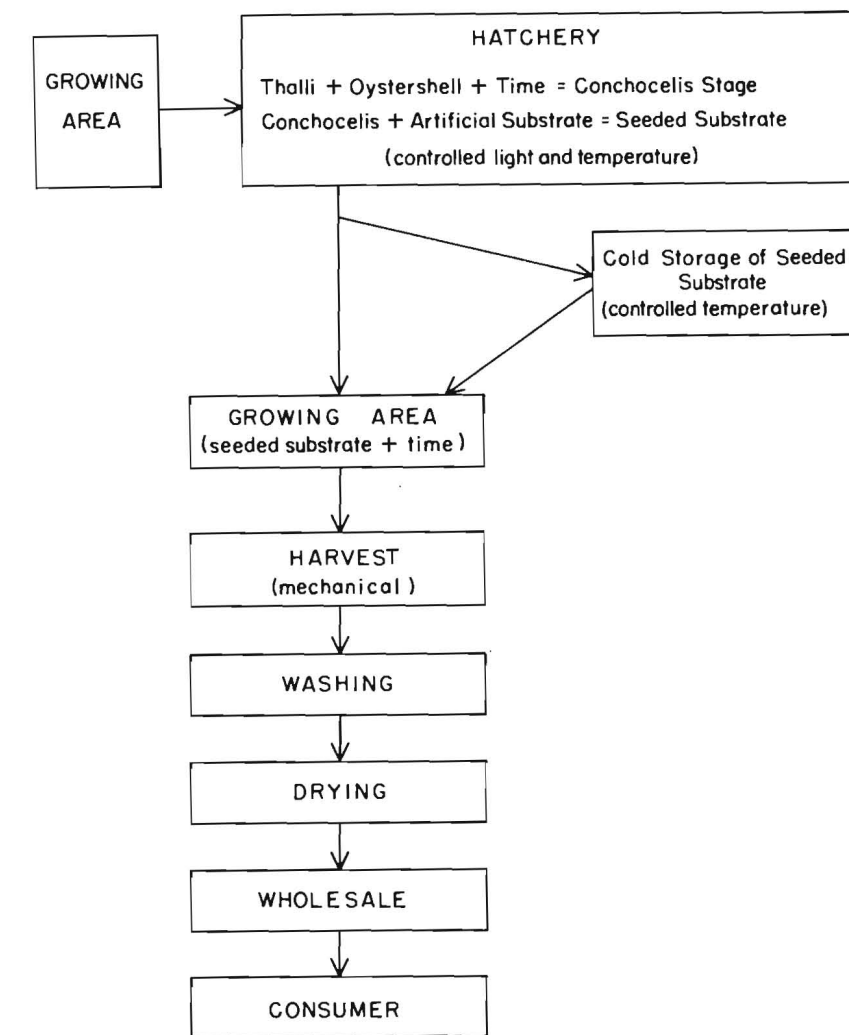 GROWING
AREA
HATCHERY
Thalli + Oystershell + Time = Conchocelis Stage
Conchocelis + Artificial Substrate = Seeded Substrate
(controlled light and temperature)
Cold Storage of Seeded
Substrate
(controlled temperature)
GROWING AREA
(seeded substrate + time)
HARVEST
(mechanical)
WASHING
DRYING
WHOLESALE
CONSUMER